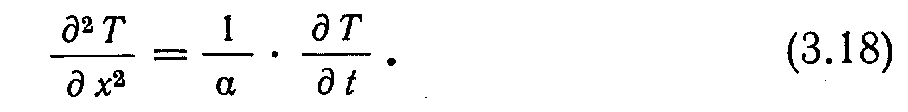 ∂² T / ∂ x² = 1 / α · ∂ T / ∂ t . (3.18)